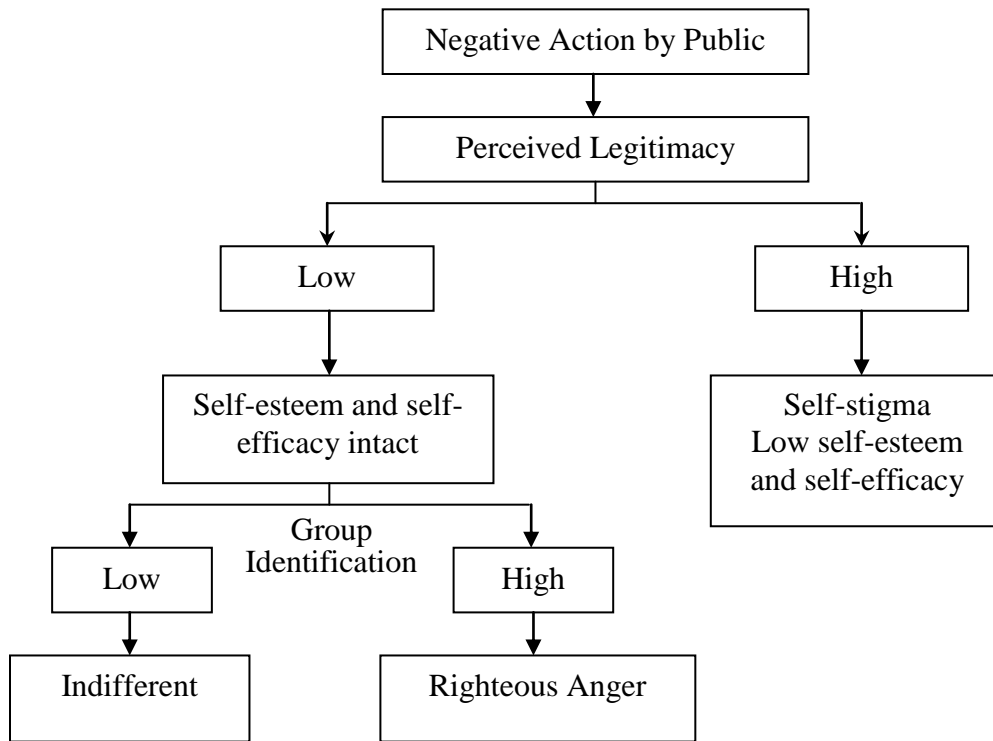 Negative Action by Public
Perceived Legitimacy
Low
High
Self-esteem and self-
efficacy intact
Self-stigma
Low self-esteem
and self-efficacy
Group
Identification
Low
High
Indifferent
Righteous Anger